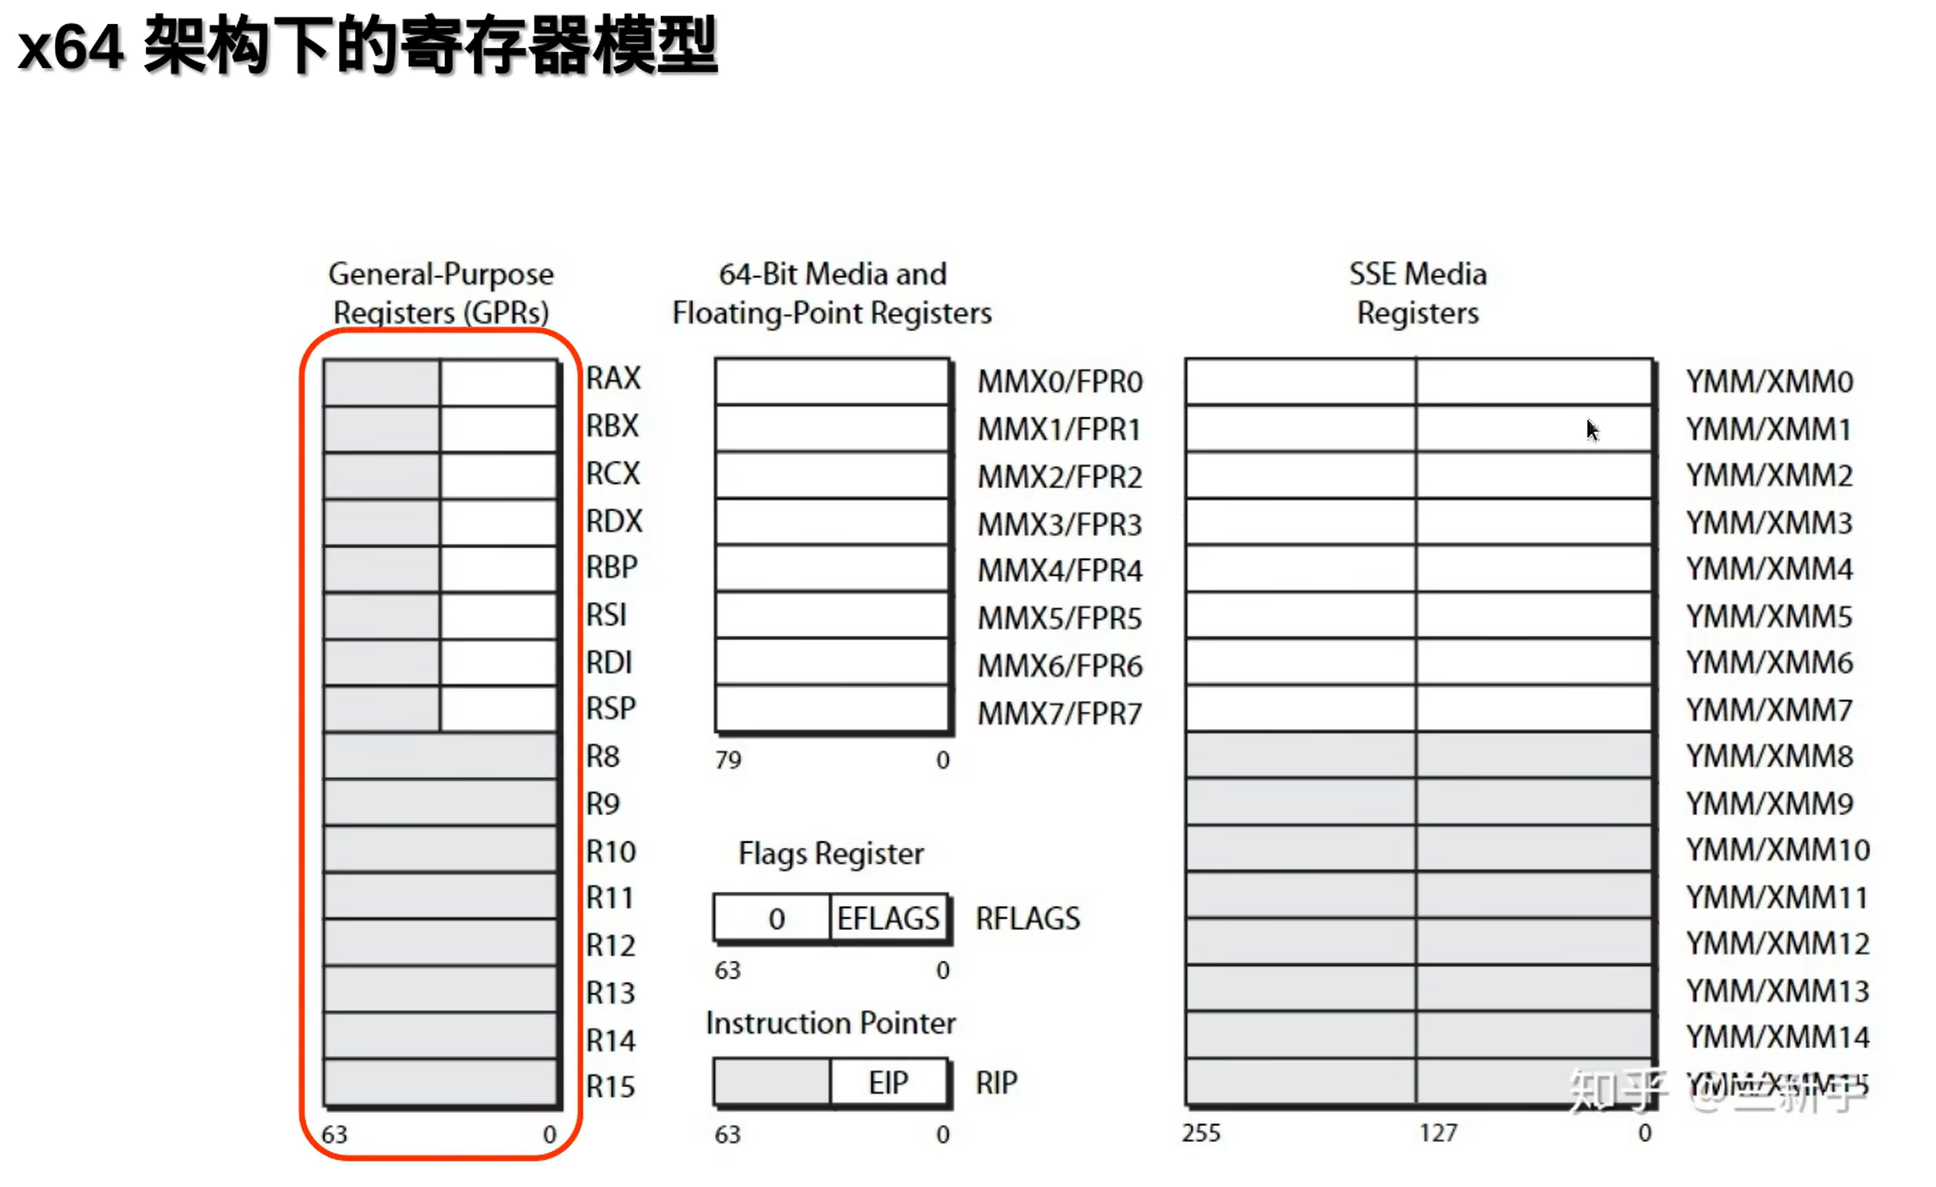 x64 架构下的寄存器模型
General-Purpose
Registers (GPRs)
RAX
RBX
RCX
RDX
RBP
RSI
RDI
RSP
R8
R9
R10
R11
R12
R13
R14
R15
63 0
64-Bit Media and
Floating-Point Registers
MMX0/FPR0
MMX1/FPR1
MMX2/FPR2
MMX3/FPR3
MMX4/FPR4
MMX5/FPR5
MMX6/FPR6
MMX7/FPR7
79 0
Flags Register
0 EFLAGS RFLAGS
63 0
Instruction Pointer
EIP RIP
63 0
SSE Media
Registers
YMM/XMM0
YMM/XMM1
YMM/XMM2
YMM/XMM3
YMM/XMM4
YMM/XMM5
YMM/XMM6
YMM/XMM7
YMM/XMM8
YMM/XMM9
YMM/XMM10
YMM/XMM11
YMM/XMM12
YMM/XMM13
YMM/XMM14
YMM/XMM15
255 127 0
知乎